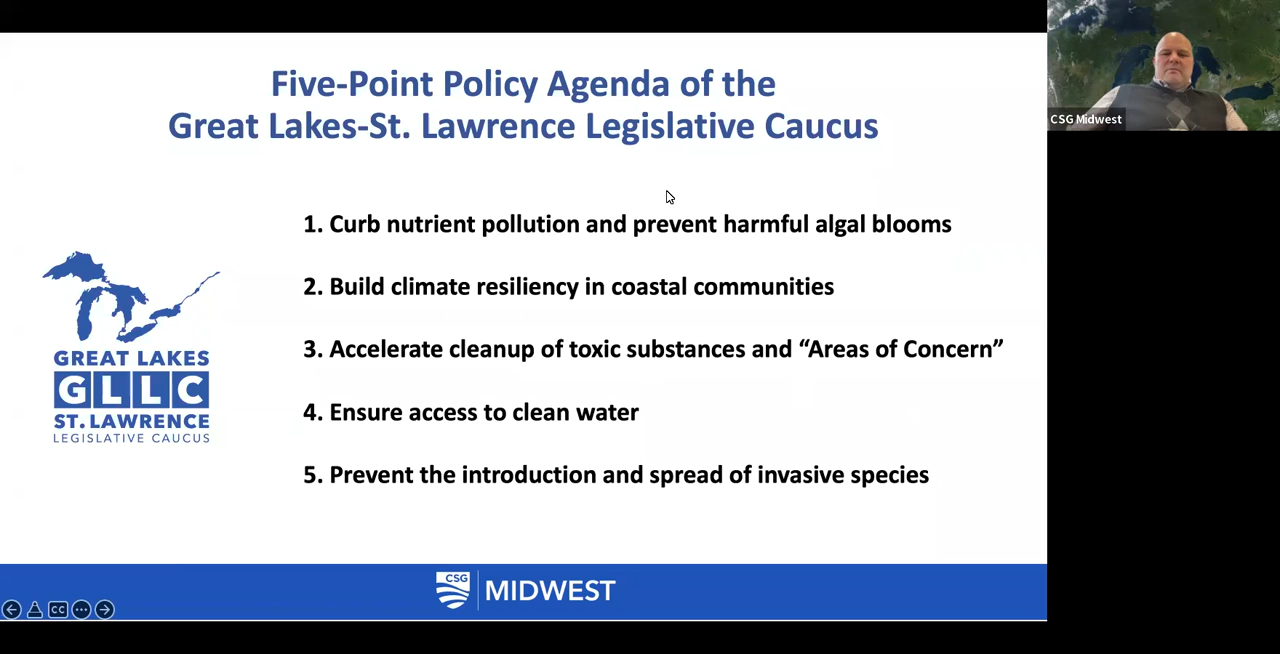 Five-Point Policy Agenda of the
Great Lakes-St. Lawrence Legislative Caucus
1. Curb nutrient pollution and prevent harmful algal blooms
2. Build climate resiliency in coastal communities
3. Accelerate cleanup of toxic substances and “Areas of Concern”
4. Ensure access to clean water
5. Prevent the introduction and spread of invasive species
GREAT LAKES
GLLC
ST. LAWRENCE
LEGISLATIVE CAUCUS
CSG MIDWEST
CC
CSG Midwest